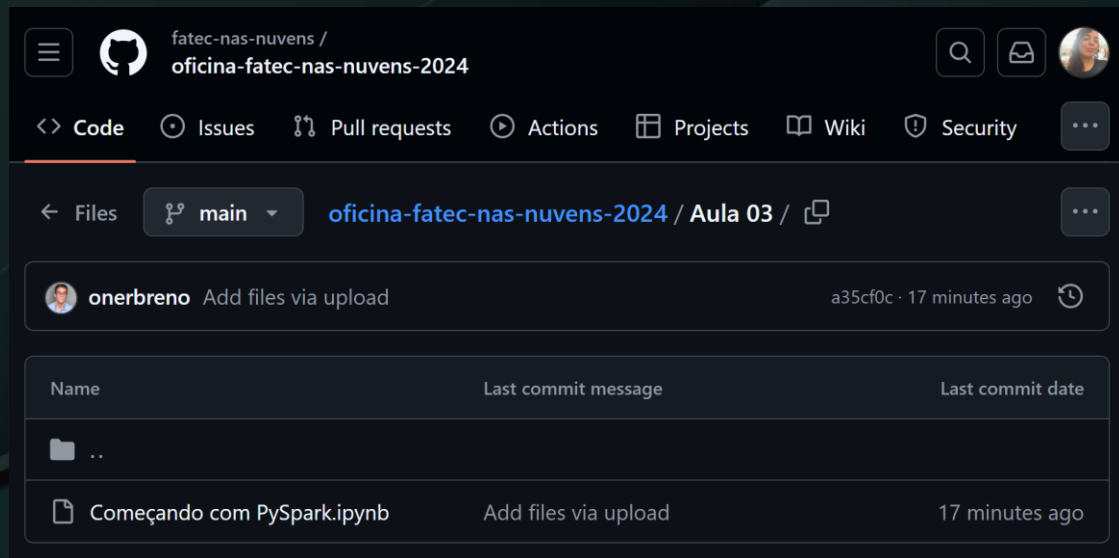 fatec-nas-nuvens /
oficina-fatec-nas-nuvens-2024
Code Issues Pull requests Actions Projects Wiki Security
Files main oficina-fatec-nas-nuvens-2024 / Aula 03 /
onerbreno Add files via upload a35cf0c · 17 minutes ago
Name Last commit message Last commit date
..
Começando com PySpark.ipynb Add files via upload 17 minutes ago